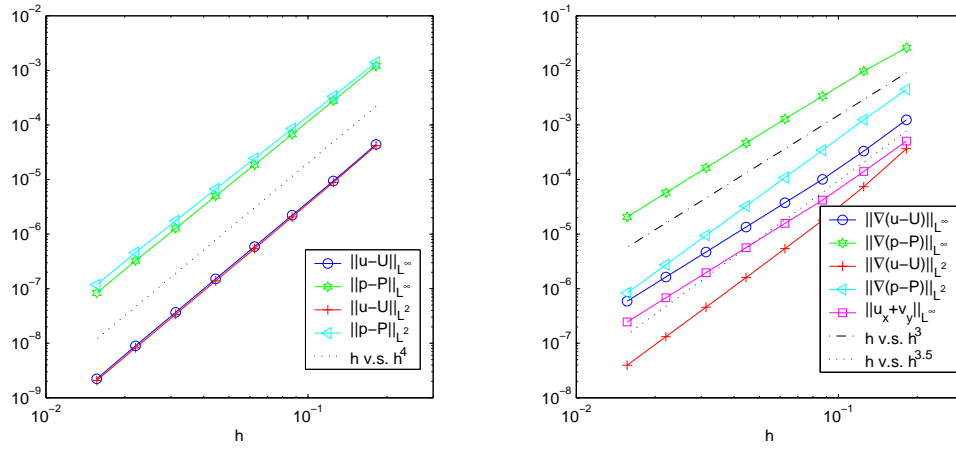 10⁻²
10⁻³
10⁻⁴
10⁻⁵
10⁻⁶
10⁻⁷
10⁻⁸
10⁻⁹
10⁻²
10⁻¹
h
||u−U||_{L^∞}
||p−P||_{L^∞}
||u−U||_{L^2}
||p−P||_{L^2}
h v.s. h^4
10⁰
10⁻¹
10⁻²
10⁻³
10⁻⁴
10⁻⁵
10⁻⁶
10⁻⁷
10⁻⁸
10⁻²
10⁻¹
h
||∇(u−U)||_{L^∞}
||∇(p−P)||_{L^∞}
||∇(u−U)||_{L^2}
||∇(p−P)||_{L^2}
||u_x+v_y||_{L^∞}
h v.s. h^3
h v.s. h^{3.5}